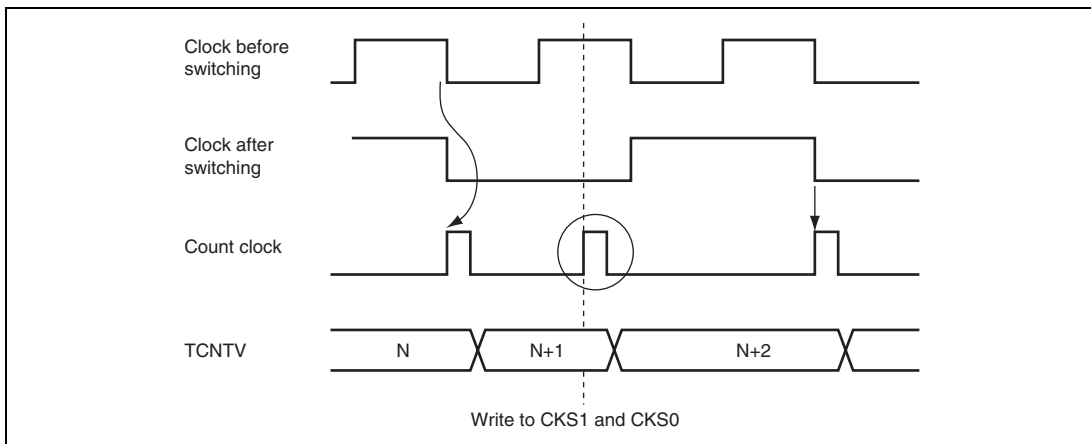 Clock before
switching
Clock after
switching
Count clock
TCNTV
N
N+1
N+2
Write to CKS1 and CKS0